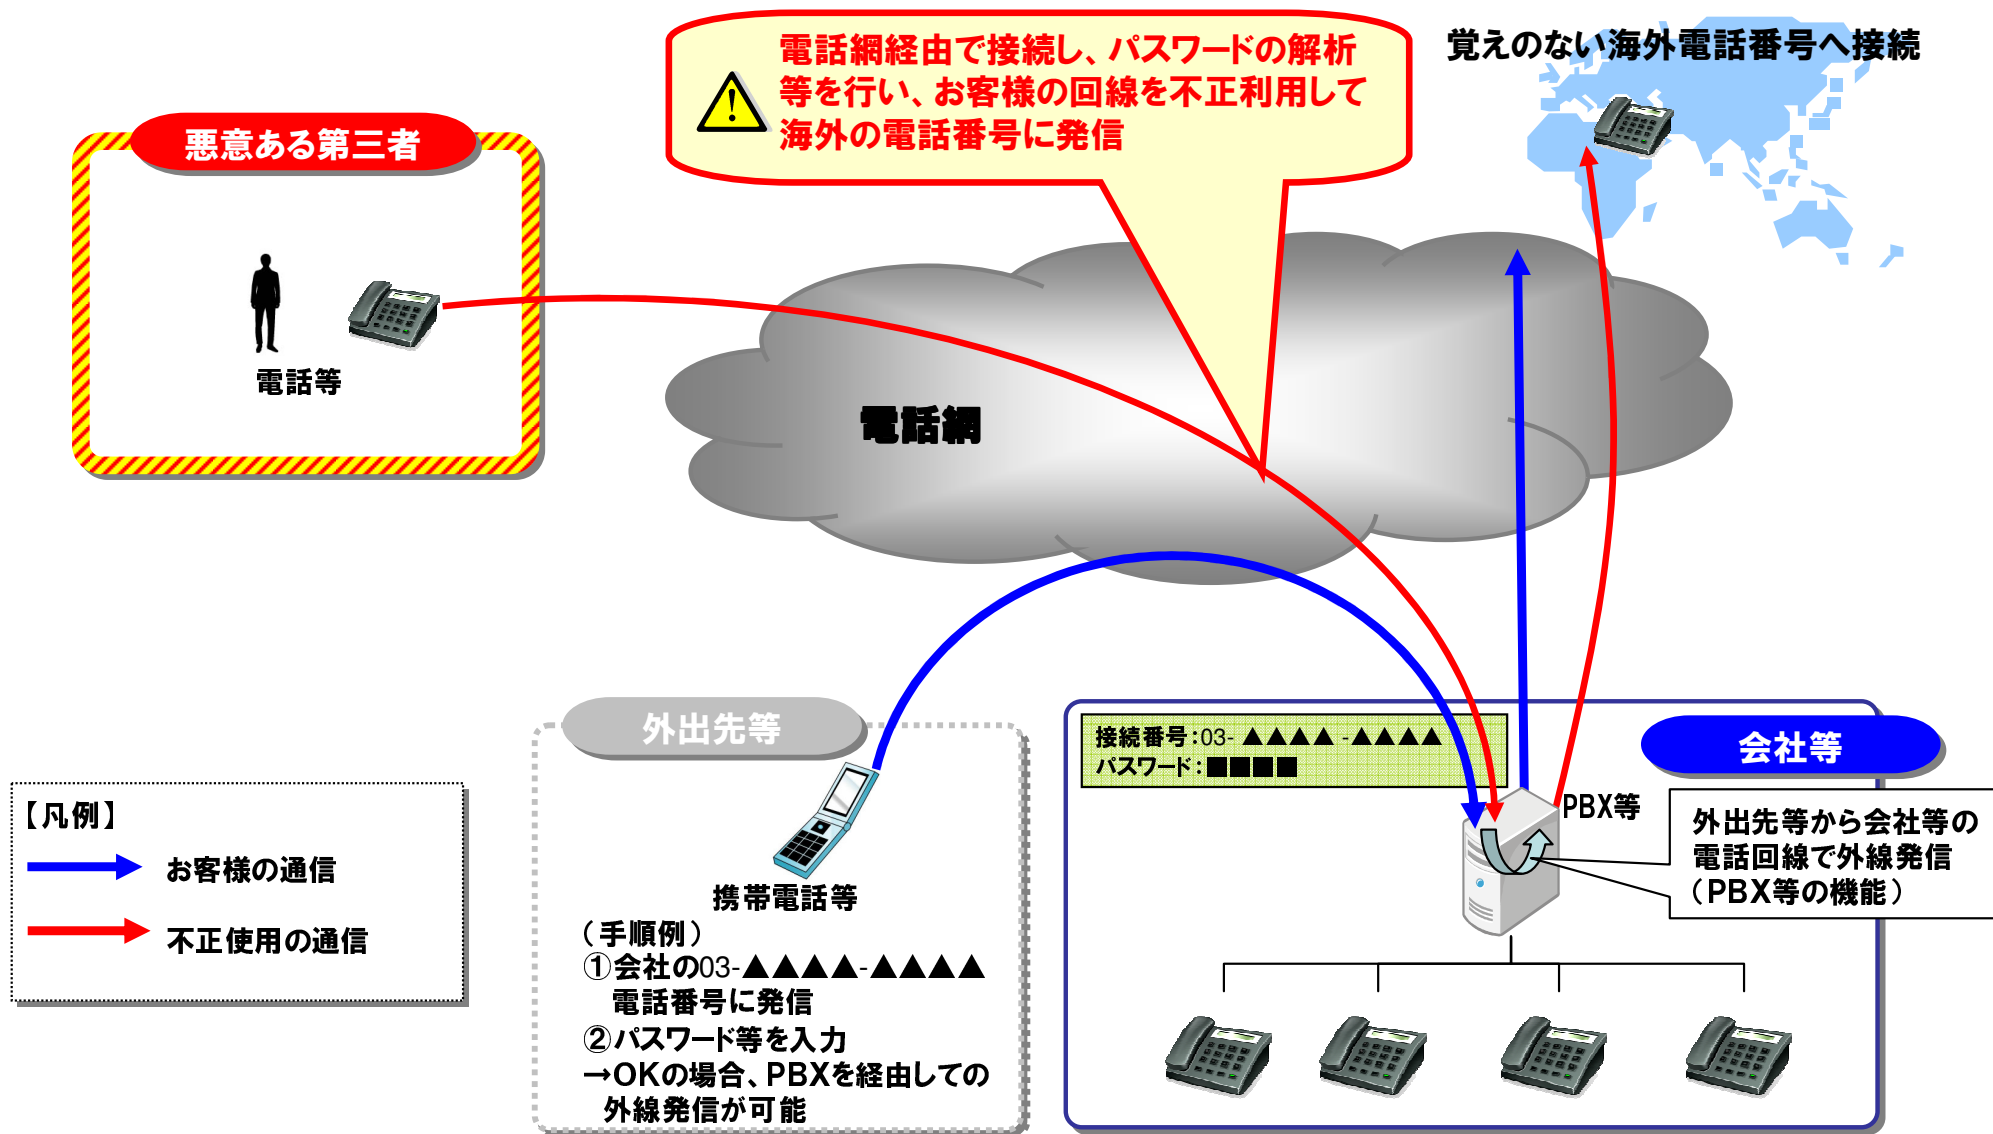 電話網経由で接続し、パスワードの解析
等を行い、お客様の回線を不正利用して
海外の電話番号に発信
覚えのない海外電話番号へ接続
悪意ある第三者
電話等
電話網
外出先等
携帯電話等
（手順例）
①会社の03-▲▲▲▲-▲▲▲▲
電話番号に発信
②パスワード等を入力
→OKの場合、PBXを経由しての
外線発信が可能
接続番号：03- ▲▲▲▲ -▲▲▲▲
パスワード：■■■■
会社等
PBX等
外出先等から会社等の
電話回線で外線発信
（PBX等の機能）
【凡例】
お客様の通信
不正使用の通信